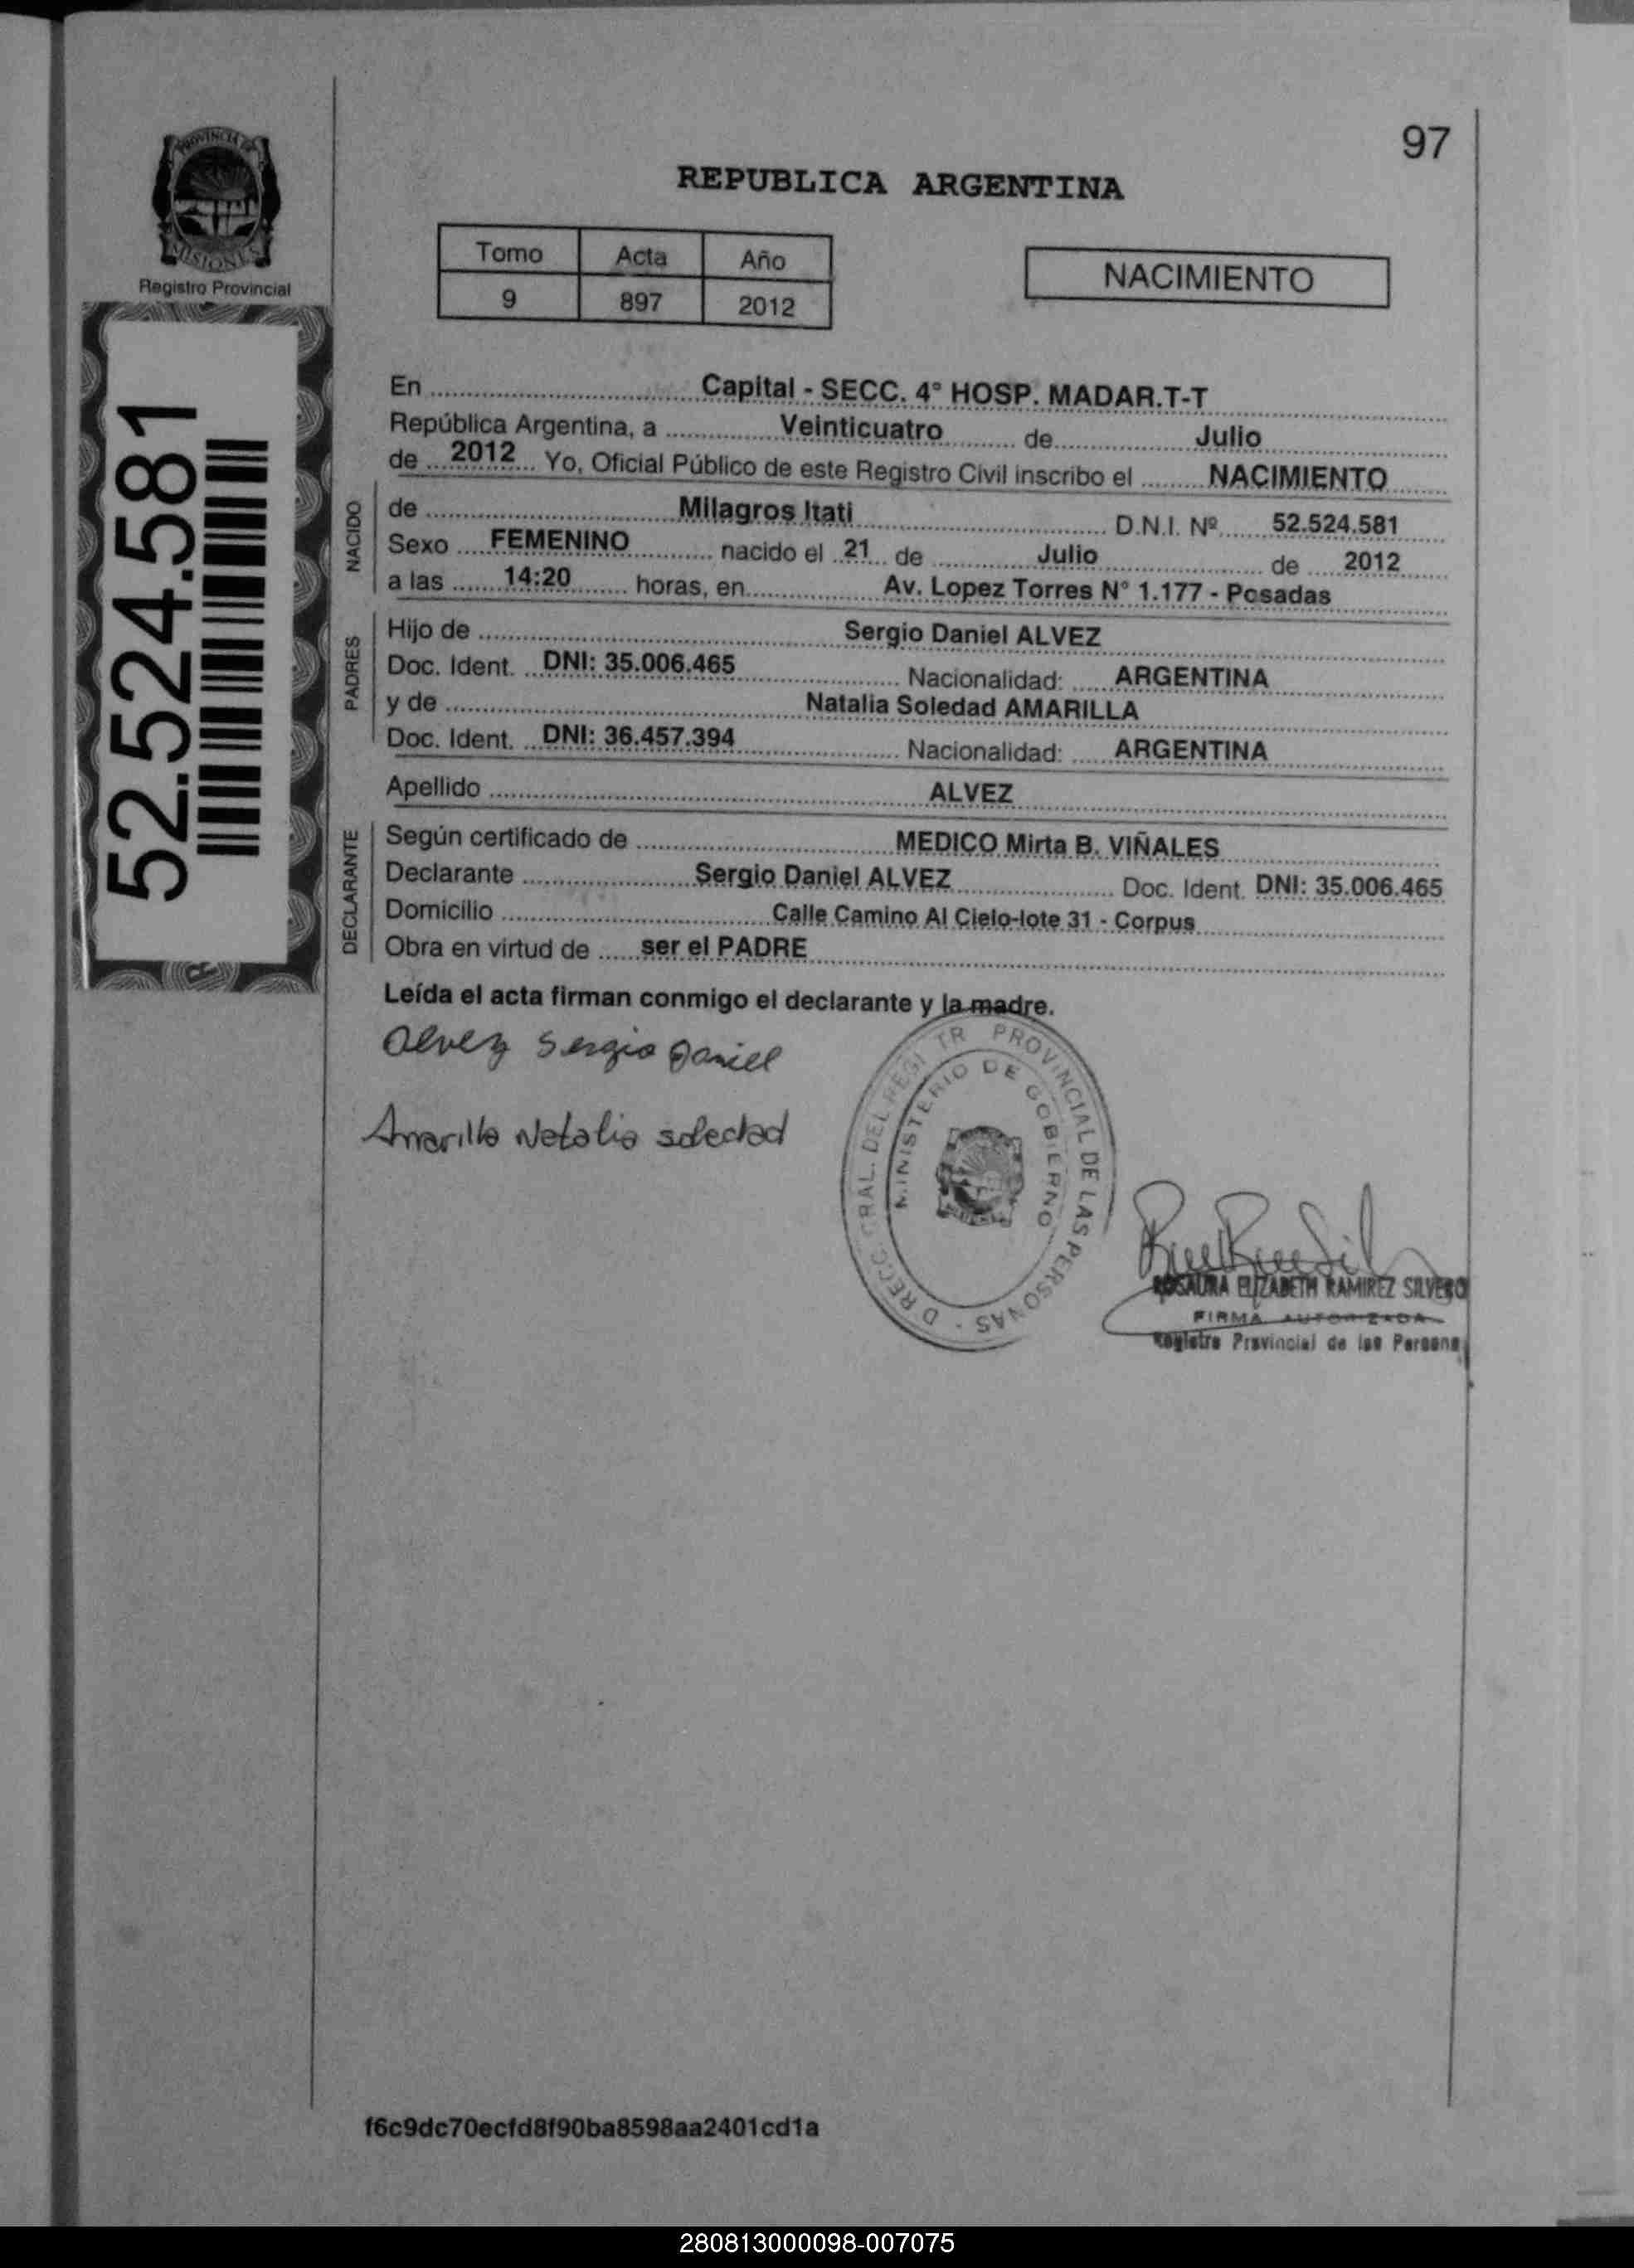 97
REPUBLICA ARGENTINA
PROVINCIA DE
MISIONES
Registro Provincial
Tomo Acta Año
9 897 2012
NACIMIENTO
52.524.581
En Capital - SECC. 4° HOSP. MADAR.T-T
República Argentina, a Veinticuatro de Julio
de 2012 Yo, Oficial Público de este Registro Civil inscribo el NACIMIENTO
NACIDO
de Milagros Itati D.N.I. Nº 52.524.581
Sexo FEMENINO nacido el 21 de Julio de 2012
a las 14:20 horas, en Av. Lopez Torres N° 1.177 - Posadas
PADRES
Hijo de Sergio Daniel ALVEZ
Doc. Ident. DNI: 35.006.465 Nacionalidad: ARGENTINA
y de Natalia Soledad AMARILLA
Doc. Ident. DNI: 36.457.394 Nacionalidad: ARGENTINA
Apellido ALVEZ
DECLARANTE
Según certificado de MEDICO Mirta B. VIÑALES
Declarante Sergio Daniel ALVEZ Doc. Ident. DNI: 35.006.465
Domicilio Calle Camino Al Cielo-lote 31 - Corpus
Obra en virtud de ser el PADRE
Leída el acta firman conmigo el declarante y la madre.
Alvez Sergio Daniel
Amarilla Natalia soledad
PROVINCIAL DE LAS PERSONAS
MINISTERIO DE GOBIERNO
ROSAURA ELIZABETH RAMIREZ SILVERO
FIRMA AUTORIZADA
Registro Provincial de las Persona
f6c9dc70ecfd8f90ba8598aa2401cd1a
280813000098-007075